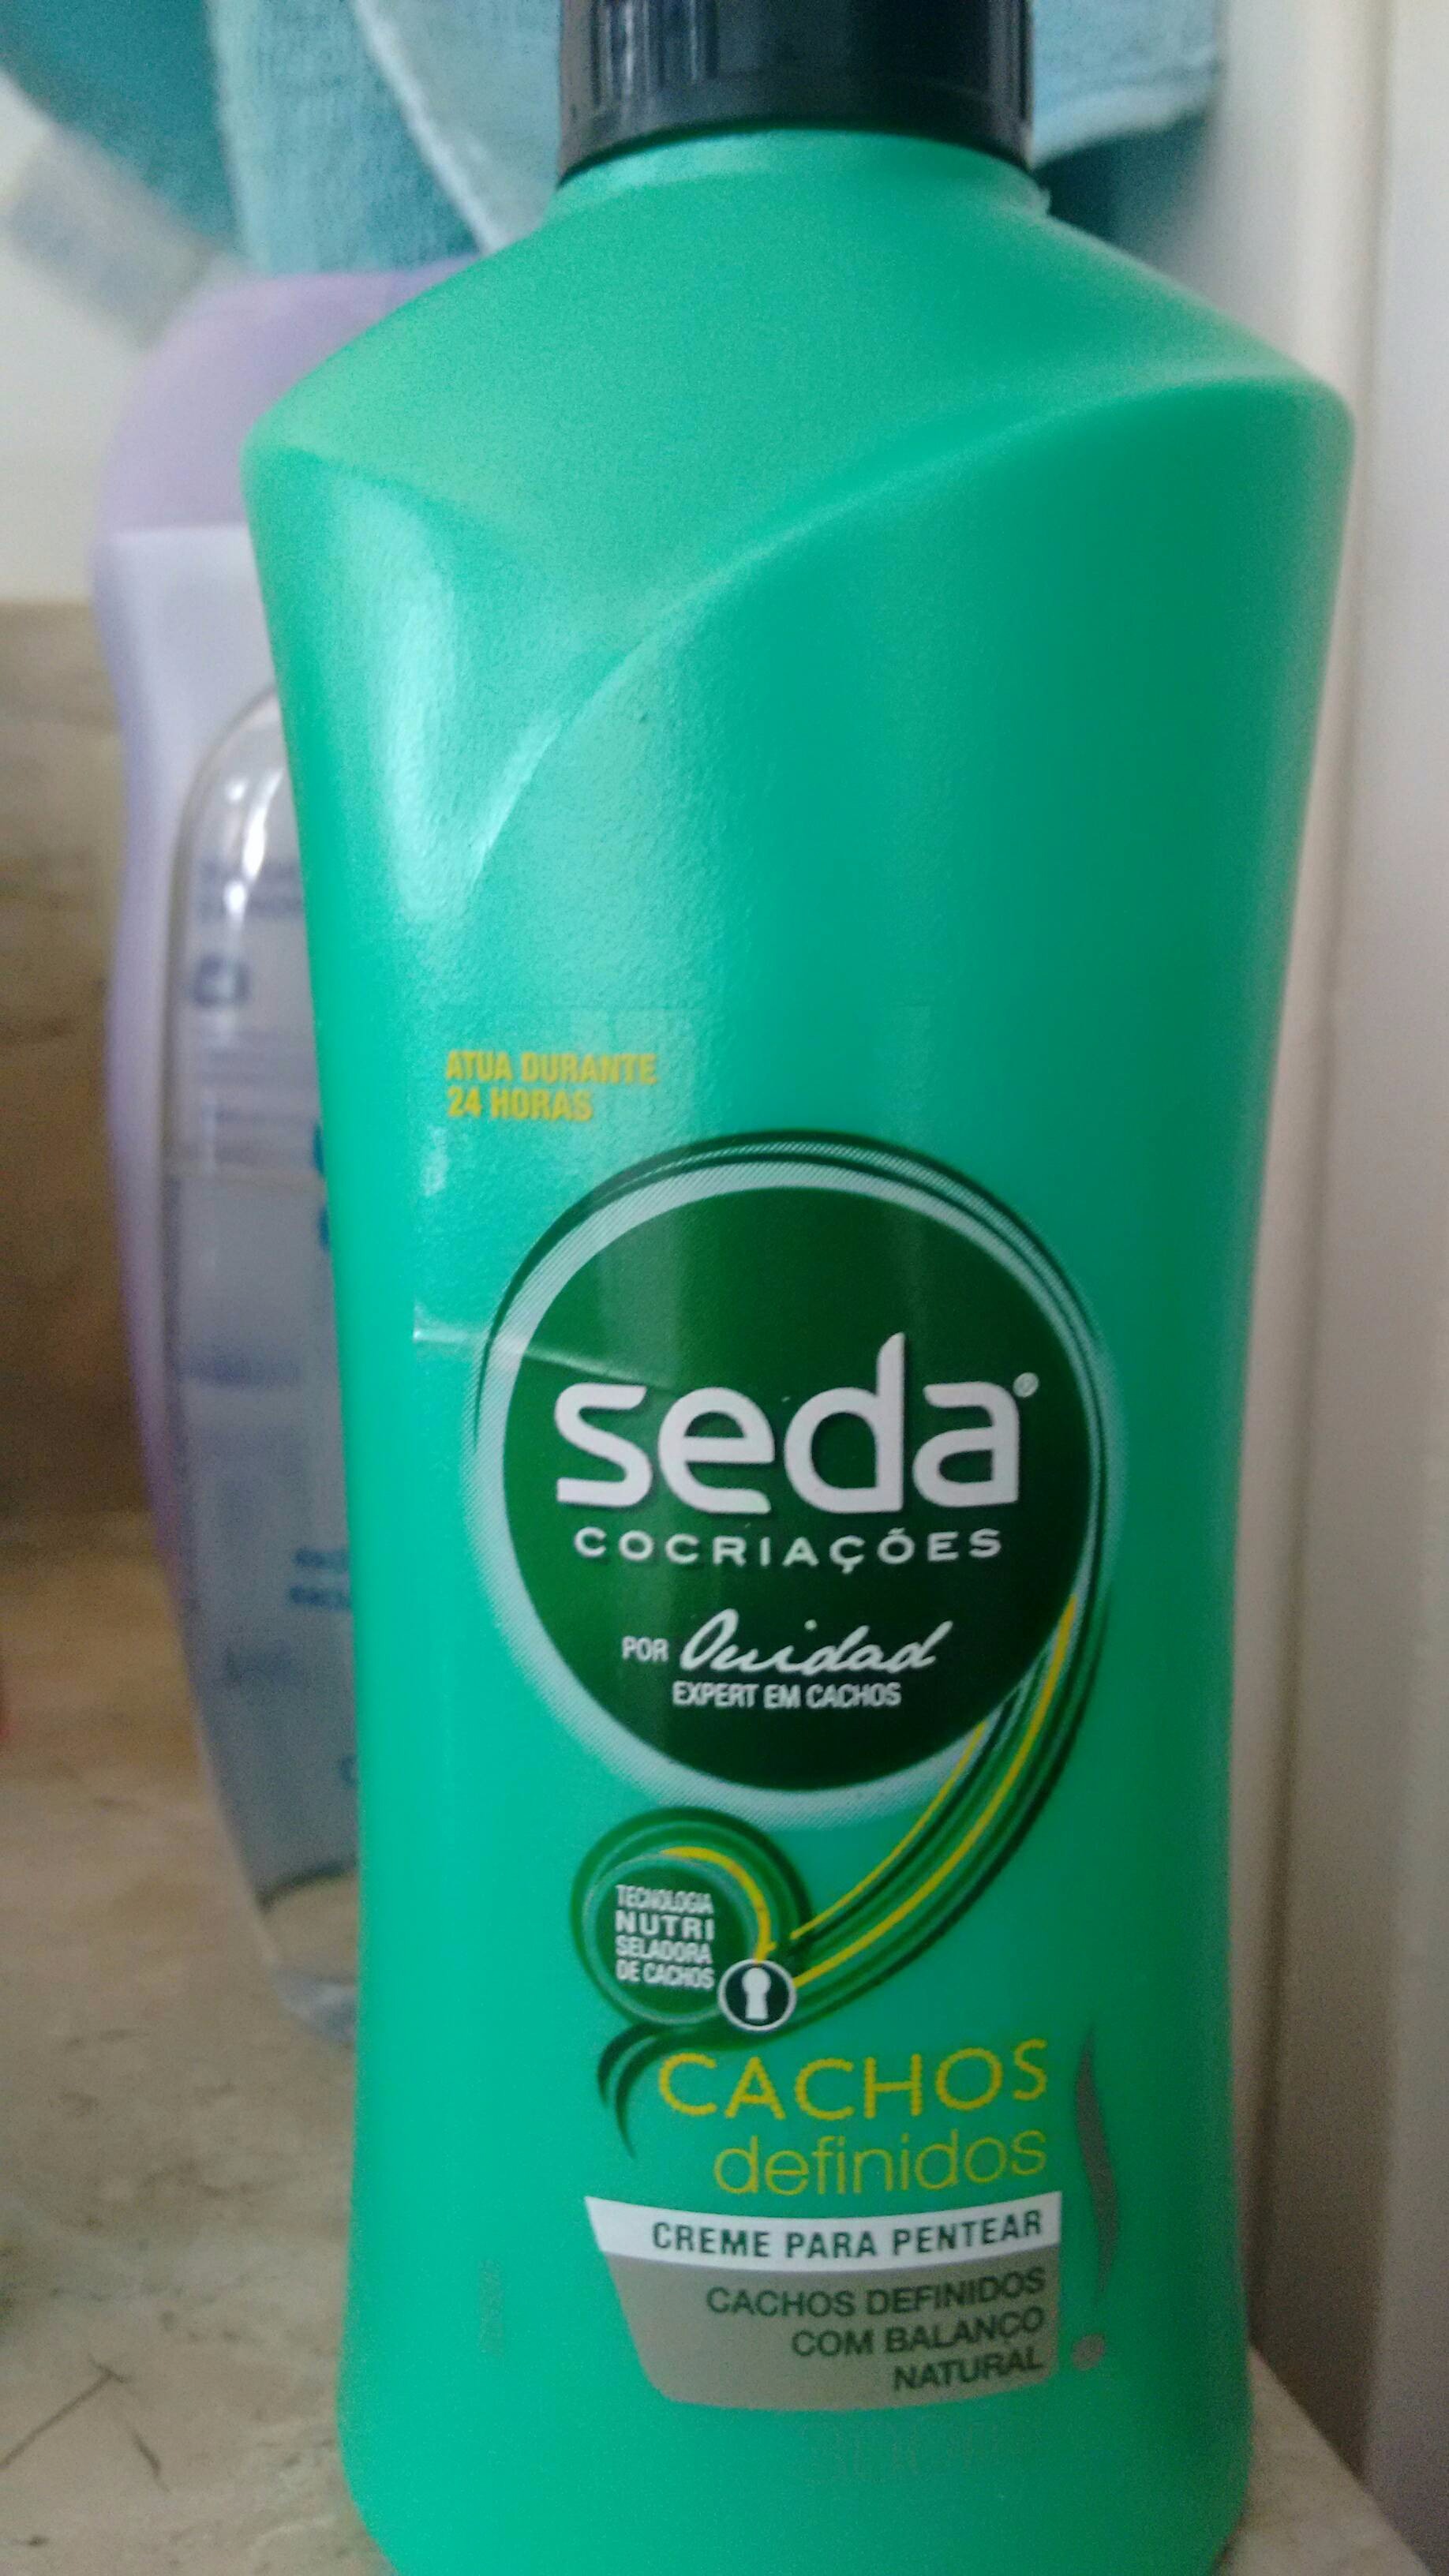 ATUA DURANTE
24 HORAS
seda®
COCRIAÇÕES
POR Ouidad
EXPERT EM CACHOS
TECNOLOGIA
NUTRI
SELADORA
DE CACHOS
CACHOS
definidos
CREME PARA PENTEAR
CACHOS DEFINIDOS
COM BALANÇO
NATURAL